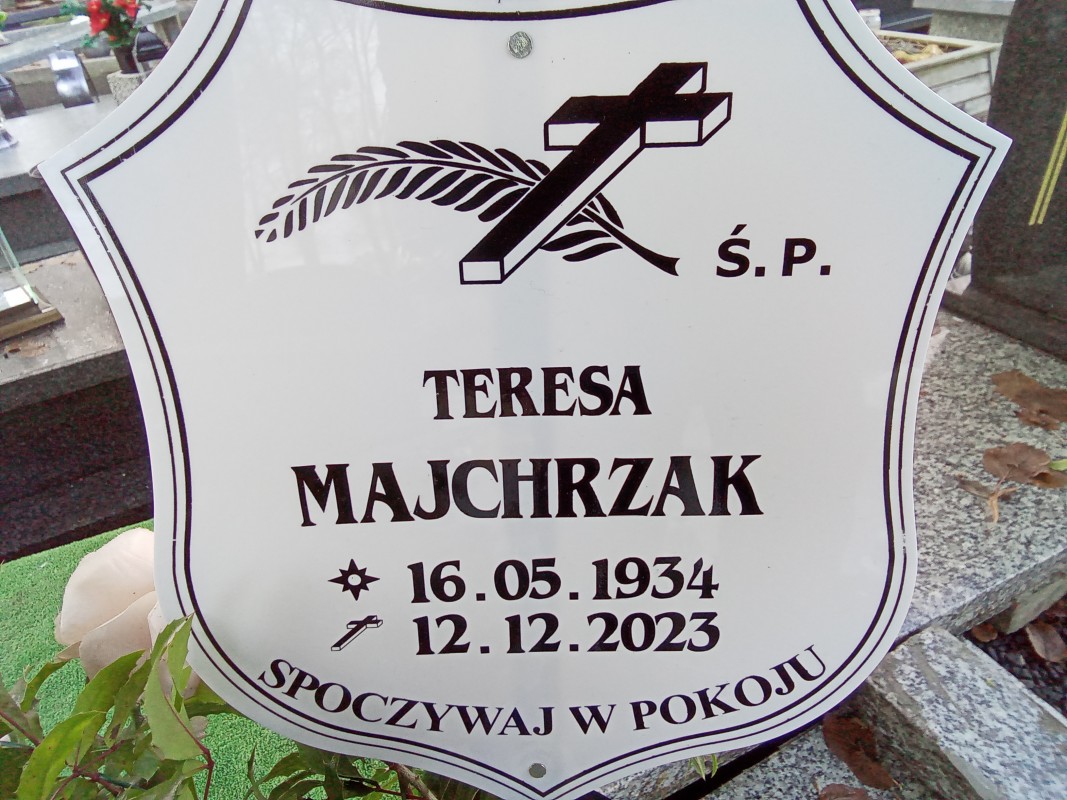 Ś.P.
TERESA
MAJCHRZAK
16.05.1934
12.12.2023
SPOCZYWAJ W POKOJU